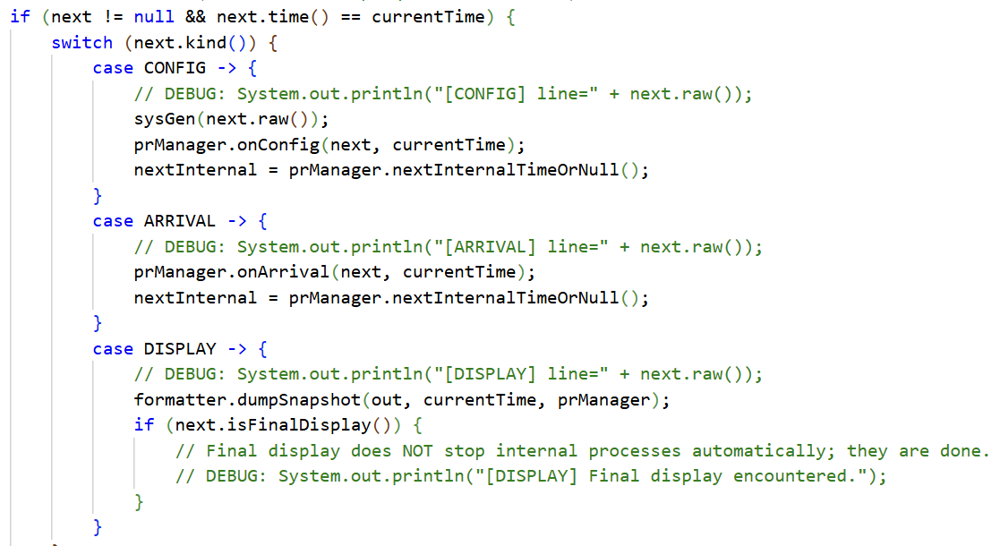 if (next != null && next.time() == currentTime) {
switch (next.kind()) {
case CONFIG -> {
// DEBUG: System.out.println("[CONFIG] line=" + next.raw());
sysGen(next.raw());
prManager.onConfig(next, currentTime);
nextInternal = prManager.nextInternalTimeOrNull();
}
case ARRIVAL -> {
// DEBUG: System.out.println("[ARRIVAL] line=" + next.raw());
prManager.onArrival(next, currentTime);
nextInternal = prManager.nextInternalTimeOrNull();
}
case DISPLAY -> {
// DEBUG: System.out.println("[DISPLAY] line=" + next.raw());
formatter.dumpSnapshot(out, currentTime, prManager);
if (next.isFinalDisplay()) {
// Final display does NOT stop internal processes automatically; they are done.
// DEBUG: System.out.println("[DISPLAY] Final display encountered.");
}
}